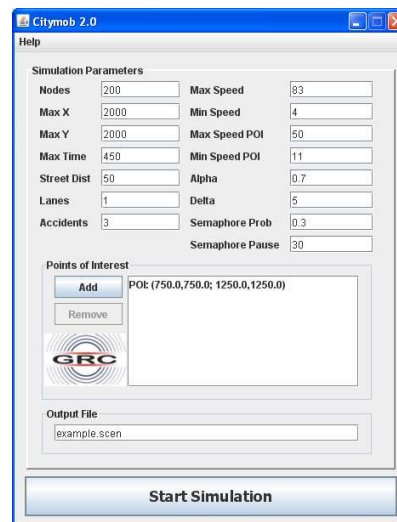 Citymob 2.0
Help
Simulation Parameters
Nodes 200 Max Speed 83
Max X 2000 Min Speed 4
Max Y 2000 Max Speed POI 50
Max Time 450 Min Speed POI 11
Street Dist 50 Alpha 0.7
Lanes 1 Delta 5
Accidents 3 Semaphore Prob 0.3
Semaphore Pause 30
Points of Interest
Add
POI: (750.0,750.0; 1250.0,1250.0)
Remove
GRC
Output File
example.scen
Start Simulation